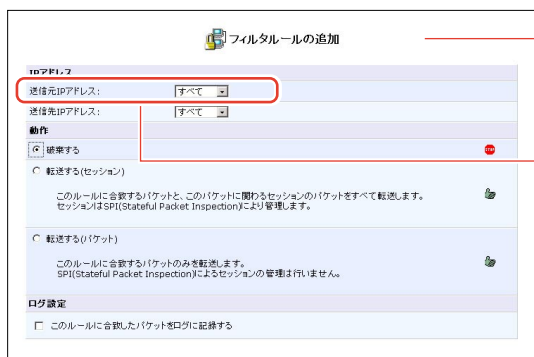 フィルタルールの追加
IPアドレス
送信元IPアドレス: すべて
送信先IPアドレス: すべて
動作
破棄する
転送する(セッション)
このルールに合致するパケットと、このパケットに関わるセッションのパケットをすべて転送します。
セッションはSPI(Stateful Packet Inspection)により管理します。
転送する(パケット)
このルールに合致するパケットのみを転送します。
SPI(Stateful Packet Inspection)によるセッションの管理は行いません。
ログ設定
このルールに合致したパケットをログに記録する